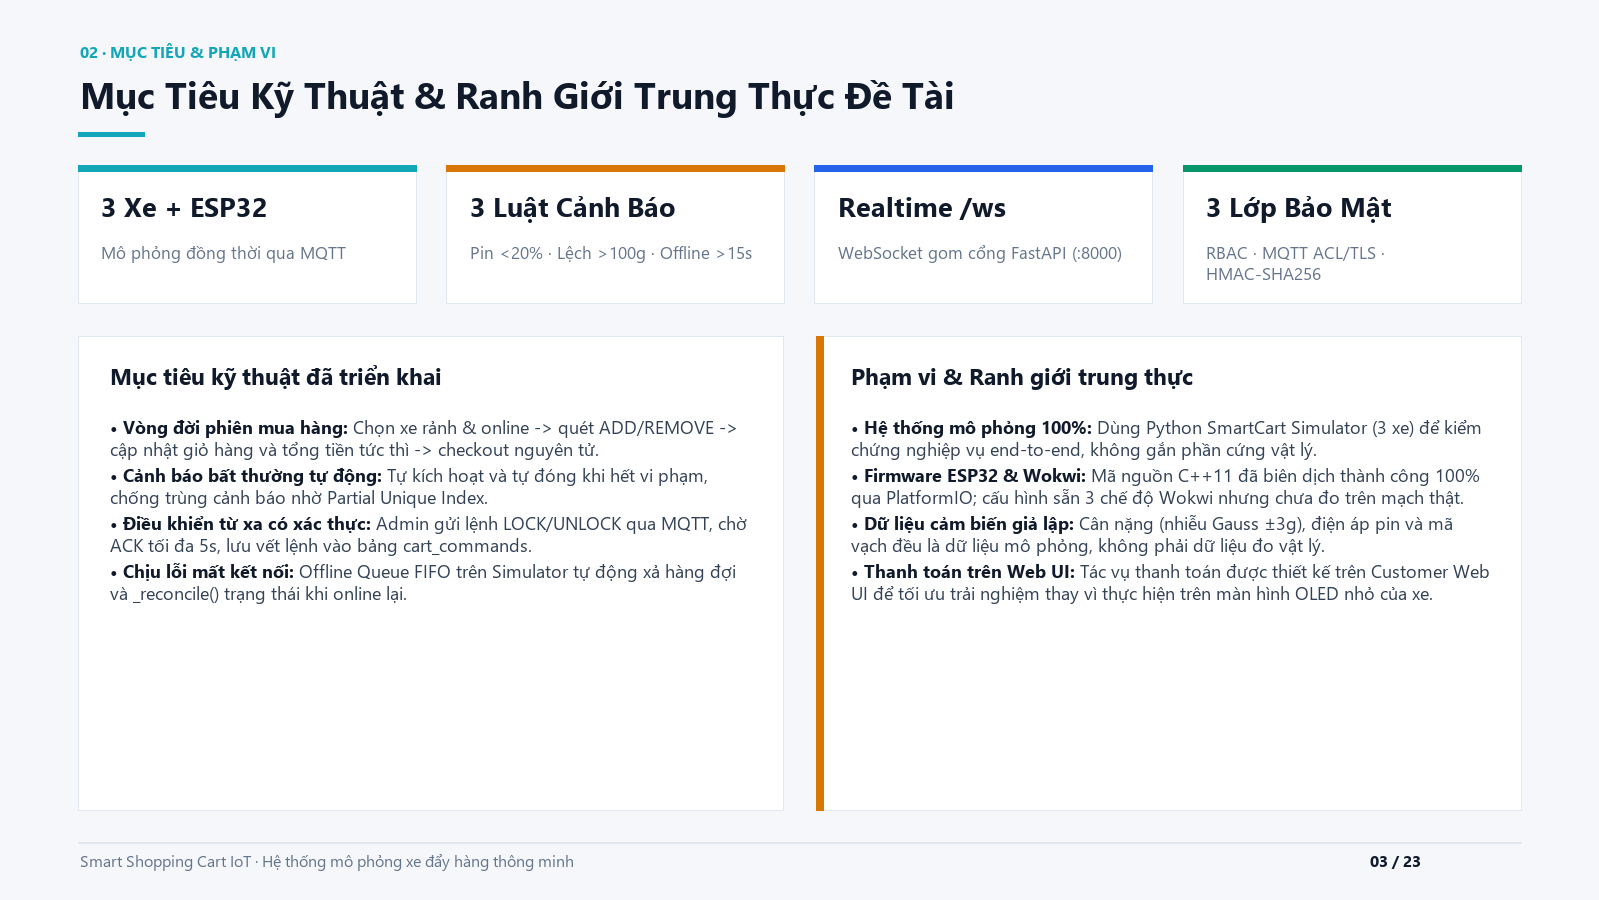 02 · MỤC TIÊU & PHẠM VI
Mục Tiêu Kỹ Thuật & Ranh Giới Trung Thực Đề Tài
3 Xe + ESP32
Mô phỏng đồng thời qua MQTT
3 Luật Cảnh Báo
Pin <20% · Lệch >100g · Offline >15s
Realtime /ws
WebSocket gom cổng FastAPI (:8000)
3 Lớp Bảo Mật
RBAC · MQTT ACL/TLS ·
HMAC-SHA256
Mục tiêu kỹ thuật đã triển khai
• Vòng đời phiên mua hàng: Chọn xe rảnh & online -> quét ADD/REMOVE ->
cập nhật giỏ hàng và tổng tiền tức thì -> checkout nguyên tử.
• Cảnh báo bất thường tự động: Tự kích hoạt và tự đóng khi hết vi phạm,
chống trùng cảnh báo nhờ Partial Unique Index.
• Điều khiển từ xa có xác thực: Admin gửi lệnh LOCK/UNLOCK qua MQTT, chờ
ACK tối đa 5s, lưu vết lệnh vào bảng cart_commands.
• Chịu lỗi mất kết nối: Offline Queue FIFO trên Simulator tự động xả hàng đợi
và _reconcile() trạng thái khi online lại.
Phạm vi & Ranh giới trung thực
• Hệ thống mô phỏng 100%: Dùng Python SmartCart Simulator (3 xe) để kiểm
chứng nghiệp vụ end-to-end, không gắn phần cứng vật lý.
• Firmware ESP32 & Wokwi: Mã nguồn C++11 đã biên dịch thành công 100%
qua PlatformIO; cấu hình sẵn 3 chế độ Wokwi nhưng chưa đo trên mạch thật.
• Dữ liệu cảm biến giả lập: Cân nặng (nhiễu Gauss ±3g), điện áp pin và mã
vạch đều là dữ liệu mô phỏng, không phải dữ liệu đo vật lý.
• Thanh toán trên Web UI: Tác vụ thanh toán được thiết kế trên Customer Web
UI để tối ưu trải nghiệm thay vì thực hiện trên màn hình OLED nhỏ của xe.
Smart Shopping Cart IoT · Hệ thống mô phỏng xe đẩy hàng thông minh
03 / 23